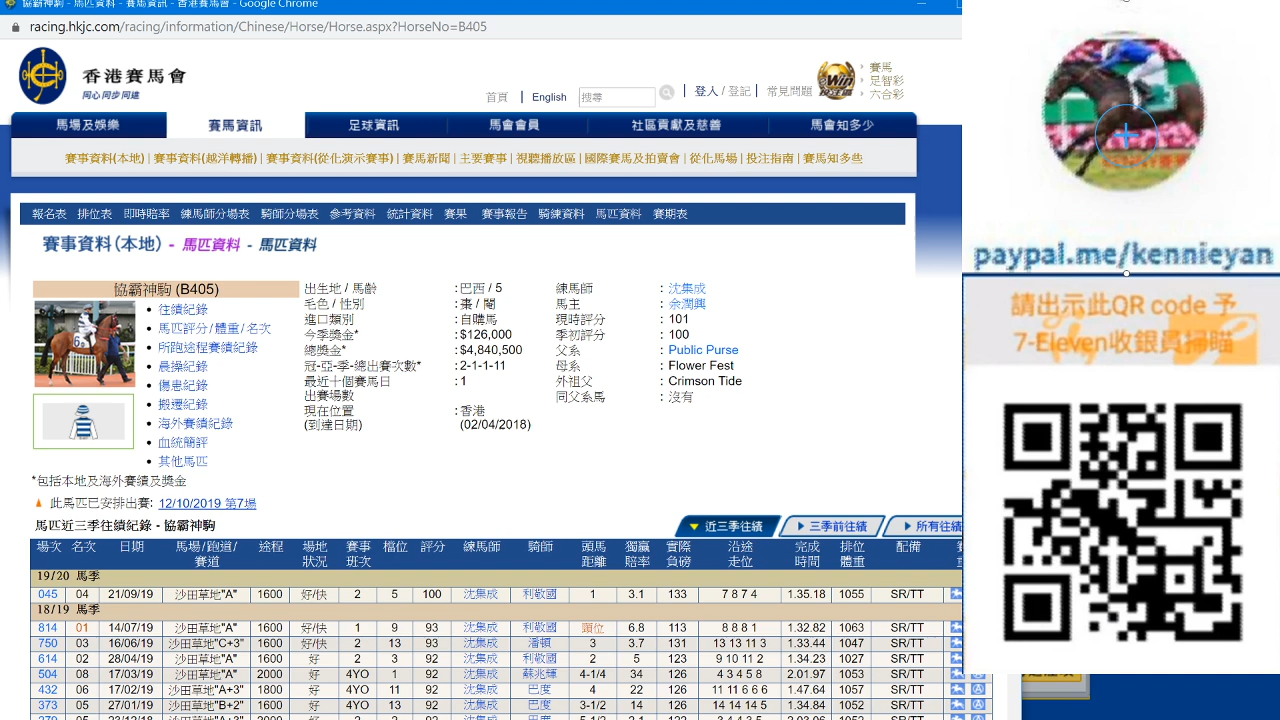 協霸神駒 - 馬匹資料 - 賽馬資訊 - 香港賽馬會 - Google Chrome
racing.hkjc.com/racing/information/Chinese/Horse/Horse.aspx?HorseNo=B405
香港賽馬會
同心同步同進
首頁 | English 搜尋 | 登入 / 登記 | 常見問題
Win
賽馬
足智彩
六合彩
馬場及娛樂 賽馬資訊 足球資訊 馬會會員 社區貢獻及慈善 馬會知多少
賽事資料(本地) | 賽事資料(越洋轉播) | 賽事資料(從化演示賽事) | 賽馬新聞 | 主要賽事 | 視聽播放區 | 國際賽馬及拍賣會 | 從化馬場 | 投注指南 | 賽馬知多些
報名表 排位表 即時賠率 練馬師分場表 騎師分場表 參考資料 統計資料 賽果 賽事報告 騎練資料 馬匹資料 賽期表
賽事資料(本地) - 馬匹資料 - 馬匹資料
協霸神駒 (B405)
往績紀錄
馬匹評分/體重/名次
所跑途程賽績紀錄
晨操紀錄
傷患紀錄
搬遷紀錄
海外賽績紀錄
血統簡評
其他馬匹
出生地 / 馬齡 : 巴西 / 5
毛色 / 性別 : 棗 / 閹
進口類別 : 自購馬
今季獎金* : $126,000
總獎金* : $4,840,500
冠-亞-季-總出賽次數* : 2-1-1-11
最近十個賽馬日 : 1
出賽場數
現在位置 : 香港
(到達日期) (02/04/2018)
練馬師 : 沈集成
馬主 : 余潤興
現時評分 : 101
季初評分 : 100
父系 : Public Purse
母系 : Flower Fest
外祖父 : Crimson Tide
同父系馬 : 沒有
*包括本地及海外賽績及獎金
此馬匹已安排出賽: 12/10/2019 第7場
馬匹近三季往績紀錄 - 協霸神駒
近三季往績 三季前往績 所有往績
場次 名次 日期 馬場/跑道/賽道 途程 場地狀況 賽事班次 檔位 評分 練馬師 騎師 頭馬距離 獨贏賠率 實際負磅 沿途走位 完成時間 排位體重 配備
19/20 馬季
045 04 21/09/19 沙田草地"A" 1600 好/快 2 5 100 沈集成 利敬國 1 3.1 133 7 8 7 4 1.35.18 1055 SR/TT
18/19 馬季
814 01 14/07/19 沙田草地"A" 1600 好/快 1 9 93 沈集成 利敬國 頭位 6.8 113 8 8 8 1 1.32.82 1063 SR/TT
750 03 16/06/19 沙田草地"C+3" 1600 好/快 2 13 93 沈集成 潘頓 3 3.7 131 13 13 11 3 1.33.44 1047 SR/TT
614 02 28/04/19 沙田草地"A" 1600 好 2 3 92 沈集成 利敬國 2 5 123 9 10 11 2 1.34.23 1027 SR/TT
504 08 17/03/19 沙田草地"A" 2000 好 4YO 1 92 沈集成 蘇兆輝 4-1/4 34 126 4 3 4 5 8 2.01.97 1053 SR/TT
432 06 17/02/19 沙田草地"A+3" 1800 好 4YO 11 92 沈集成 巴度 4 22 126 11 11 6 6 6 1.47.64 1057 SR/TT
373 05 27/01/19 沙田草地"B+2" 1600 好 4YO 13 92 沈集成 巴度 3-1/2 14 126 14 14 14 5 1.34.84 1052 SR/TT
paypal.me/kennieyan
請出示此QR code 予
7-Eleven收銀員掃瞄